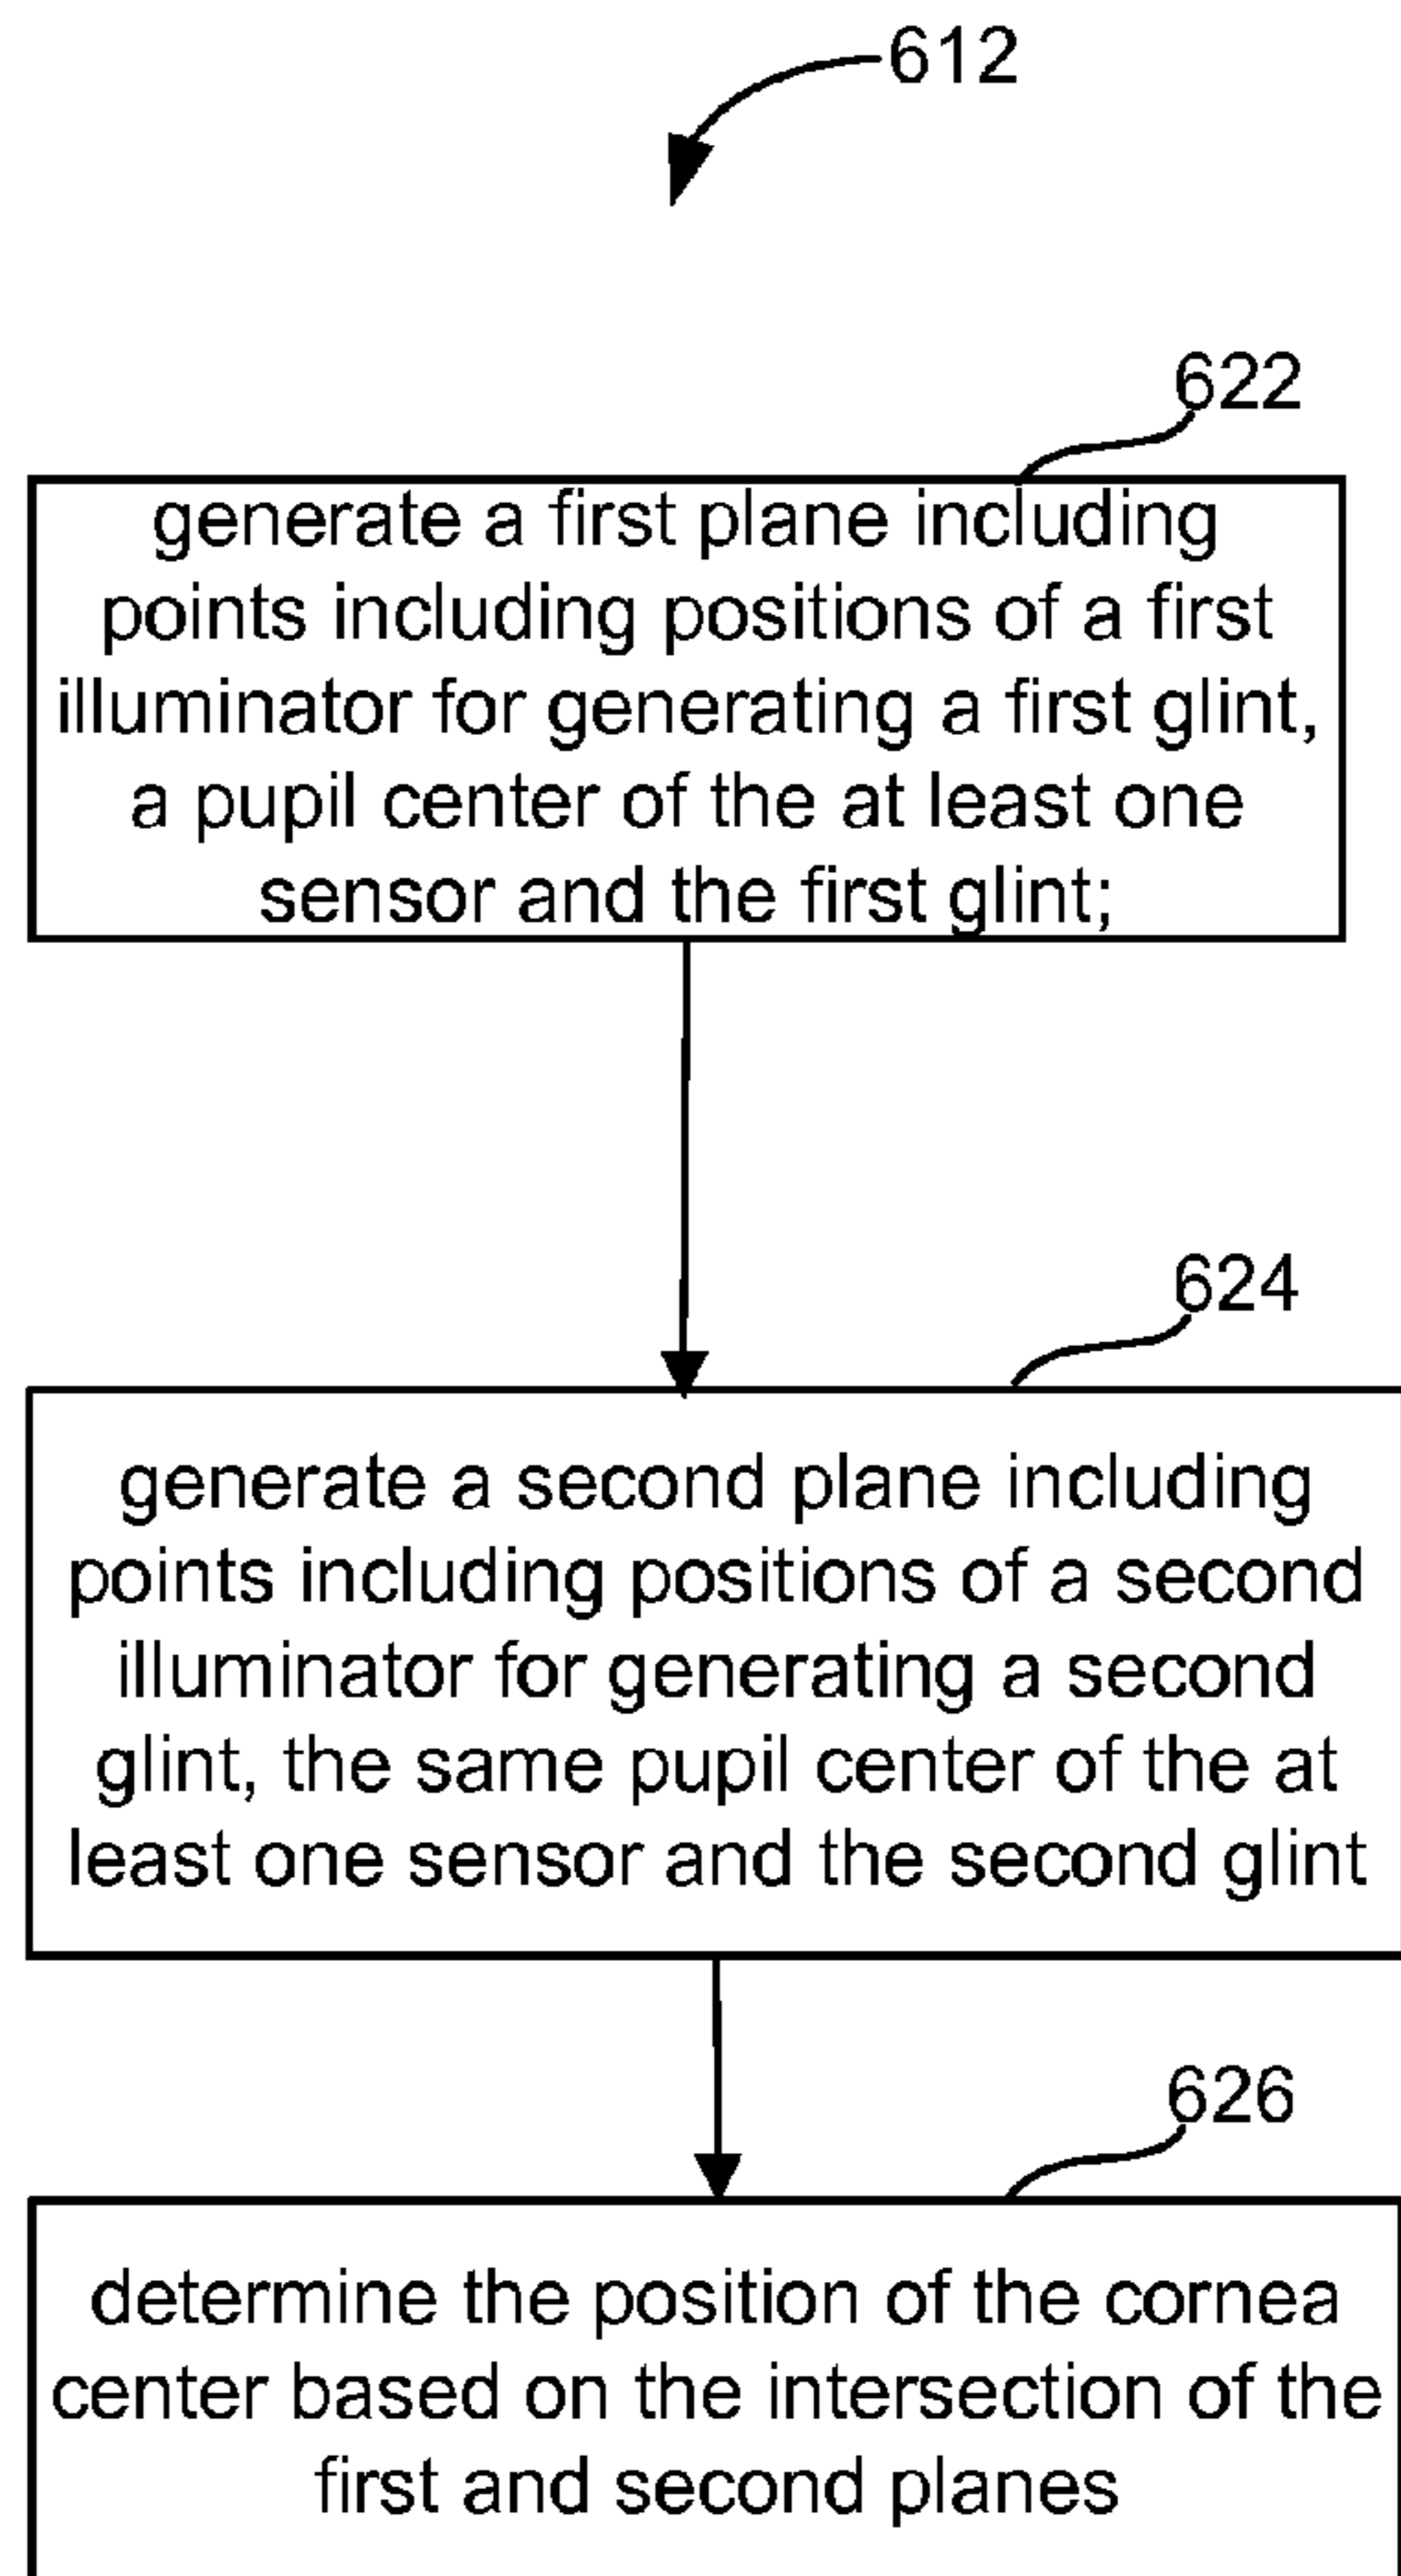 612
622
generate a first plane including
points including positions of a first
illuminator for generating a first glint,
a pupil center of the at least one
sensor and the first glint;
624
generate a second plane including
points including positions of a second
illuminator for generating a second
glint, the same pupil center of the at
least one sensor and the second glint
626
determine the position of the cornea
center based on the intersection of the
first and second planes